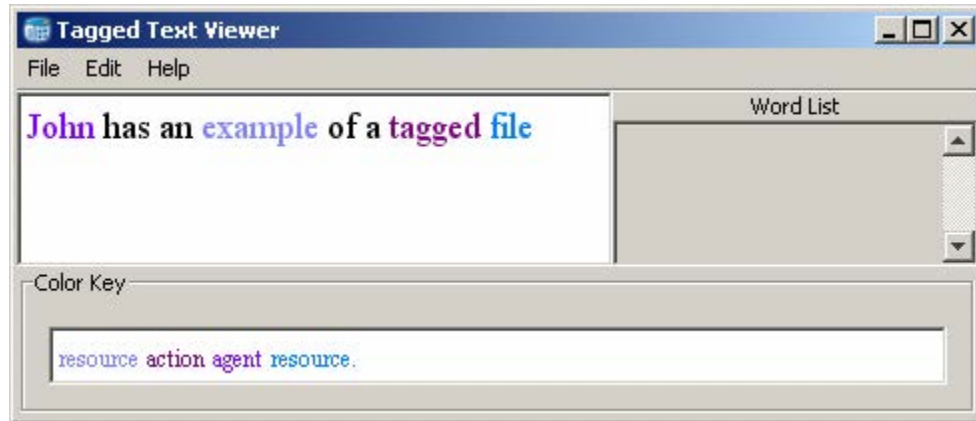 Tagged Text Viewer
File Edit Help
John has an example of a tagged file
Word List
Color Key
resource action agent resource.